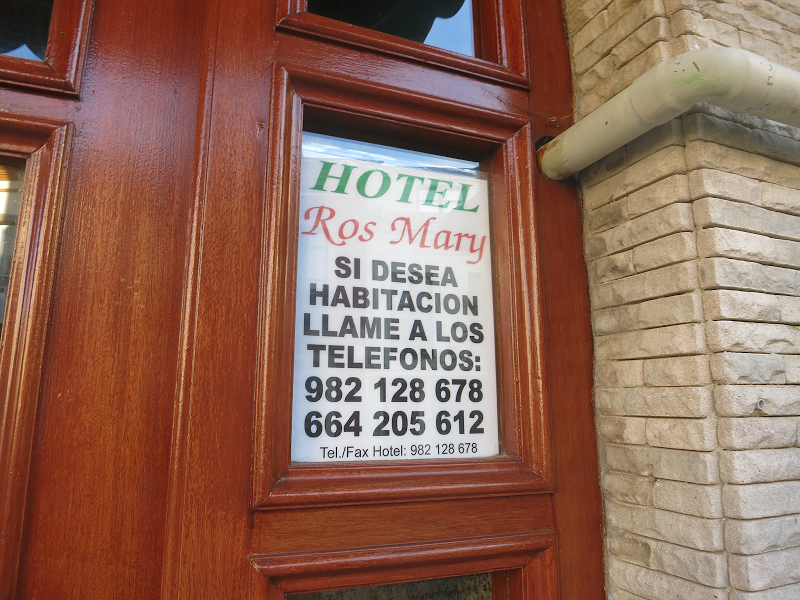 HOTEL
Ros Mary
SI DESEA
HABITACION
LLAME A LOS
TELEFONOS:
982 128 678
664 205 612
Tel./Fax Hotel: 982 128 678